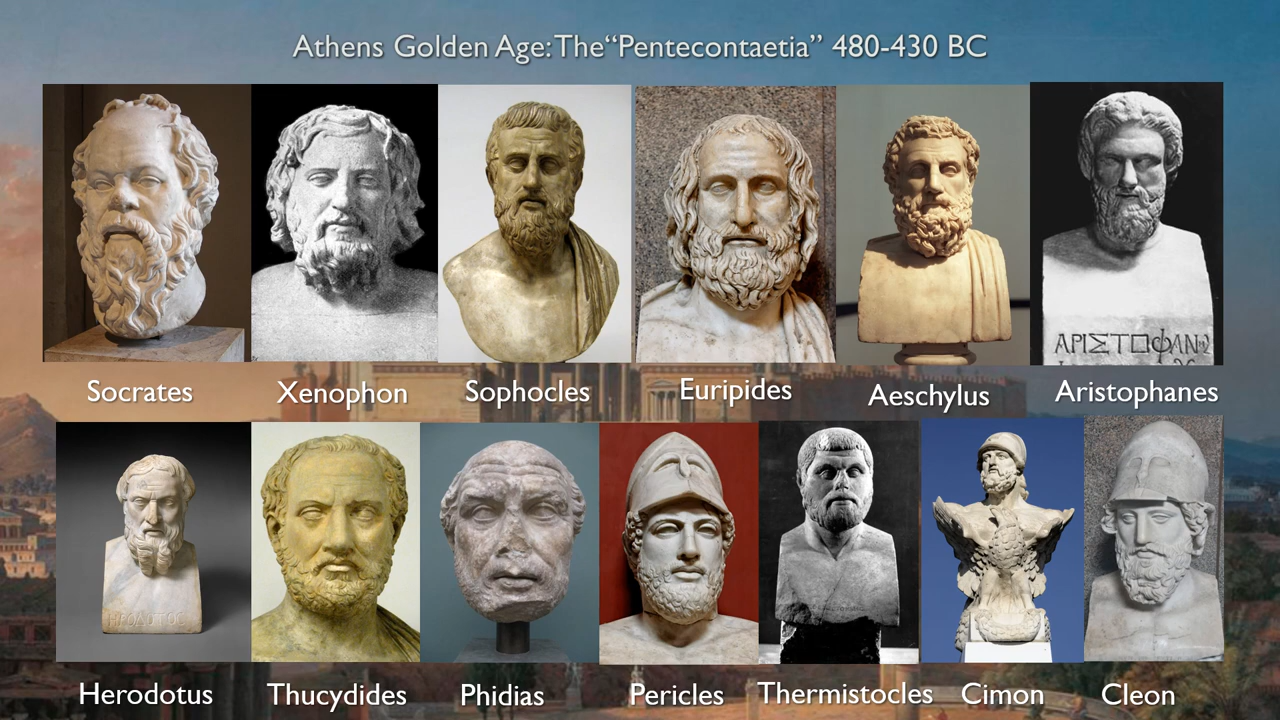 Athens Golden Age: The “Pentecontaetia” 480-430 BC
ΑΡΙΣΤΟΦΑΝΗ
Socrates Xenophon Sophocles Euripides Aeschylus Aristophanes
ΗΡΟΔΟΤΟΣ
Herodotus Thucydides Phidias Pericles Thermistocles Cimon Cleon